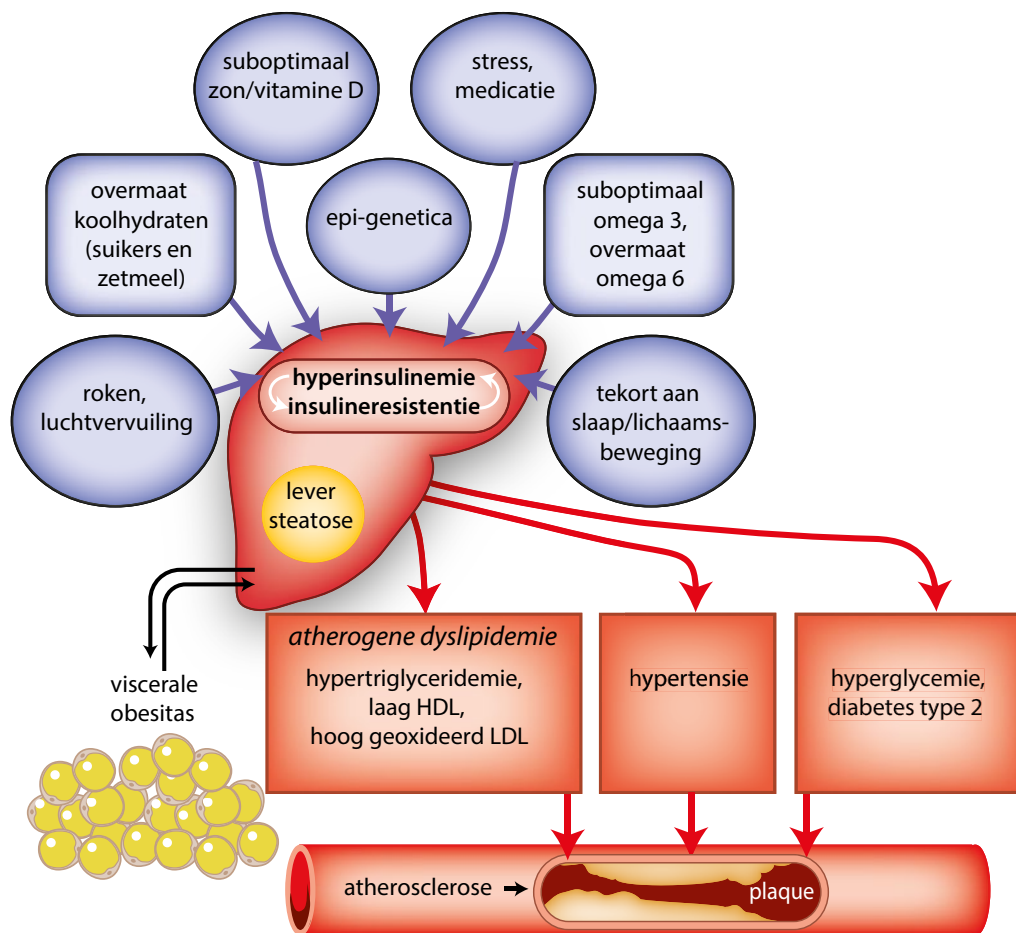 suboptimaal
zon/vitamine D
stress,
medicatie
overmaat
koolhydraten
(suikers en
zetmeel)
epi-genetica
suboptimaal
omega 3,
overmaat
omega 6
roken,
luchtvervuiling
hyperinsulinemie
insulineresistentie
tekort aan
slaap/lichaams-
beweging
lever
steatose
viscerale
obesitas
atherogene dyslipidemie
hypertriglyceridemie,
laag HDL,
hoog geoxideerd LDL
hypertensie
hyperglycemie,
diabetes type 2
atherosclerose
plaque